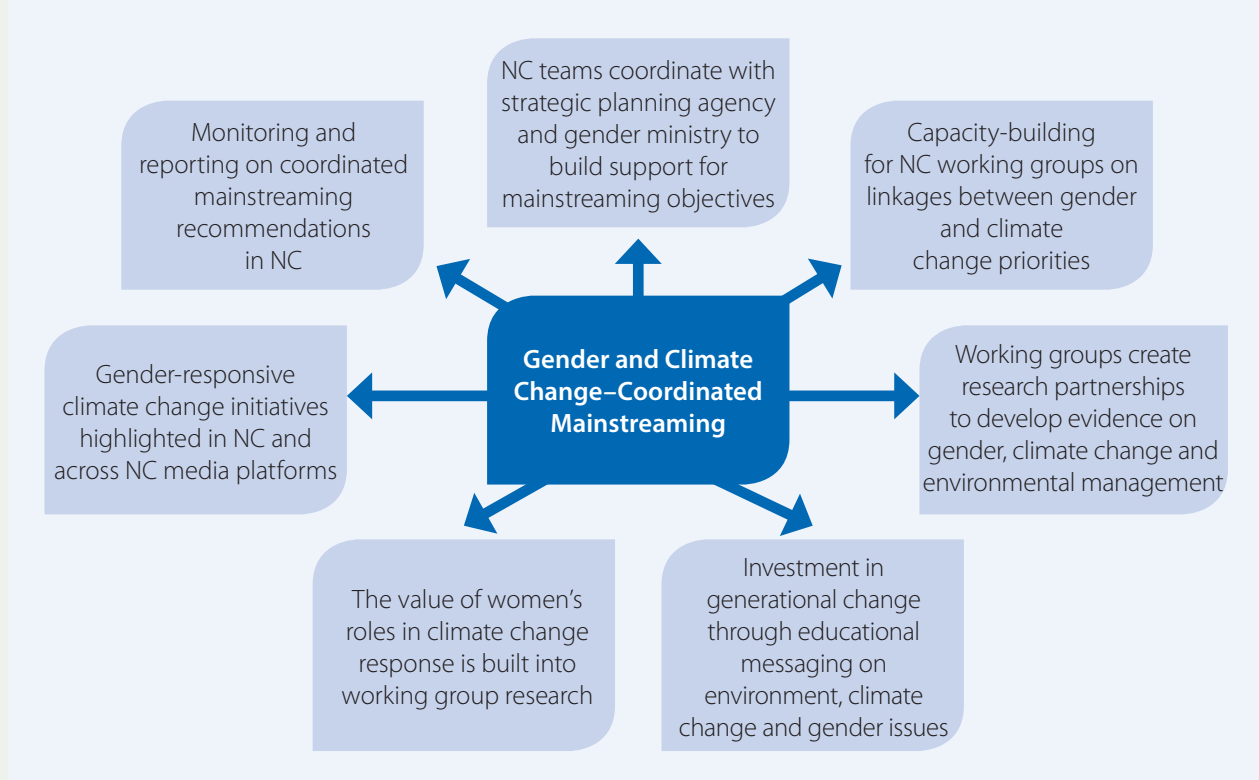 NC teams coordinate with
strategic planning agency
and gender ministry to
build support for
mainstreaming objectives
Monitoring and
reporting on coordinated
mainstreaming
recommendations
in NC
Capacity-building
for NC working groups on
linkages between gender
and climate
change priorities
Gender and Climate
Change–Coordinated
Mainstreaming
Gender-responsive
climate change initiatives
highlighted in NC and
across NC media platforms
Working groups create
research partnerships
to develop evidence on
gender, climate change and
environmental management
The value of women’s
roles in climate change
response is built into
working group research
Investment in
generational change
through educational
messaging on
environment, climate
change and gender issues